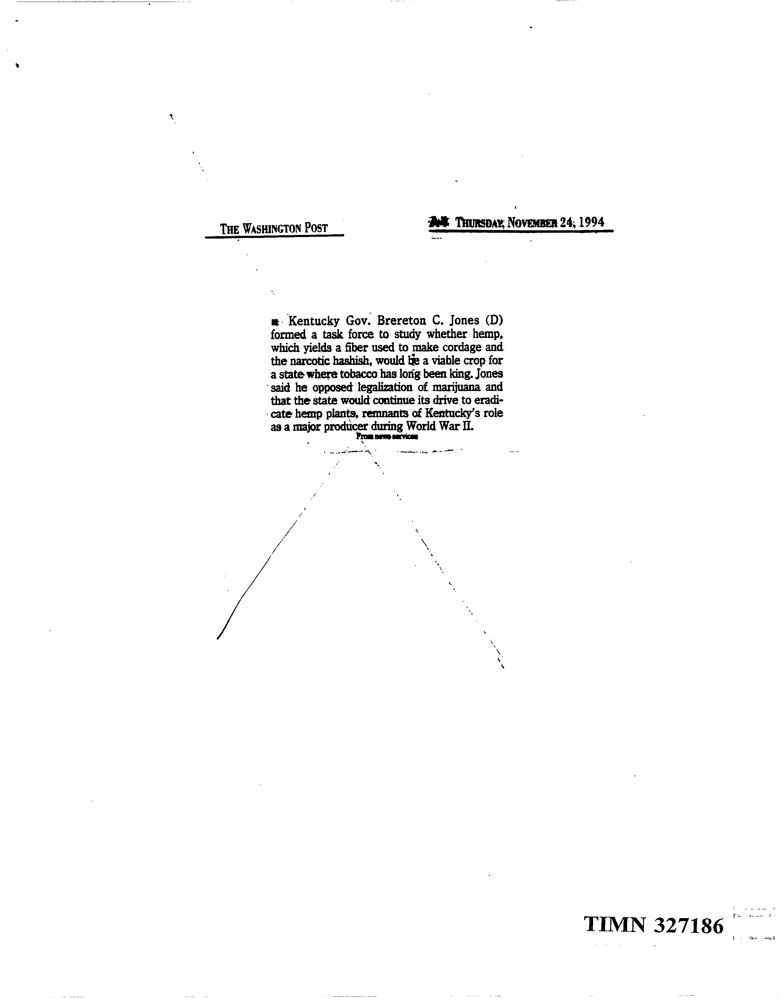 THE WASHINGTON POST
THURSDAY, NOVEMBER 24, 1994
Kentucky Gov. Brereton C. Jones (D)
formed a task force to study whether hemp,
which yields a fiber used to make cordage and
the narcotic hashish, would be a viable crop for
a state where tobacco has long been king. Jones
said he opposed legalization of marijuana and
that the state would continue its drive to eradi-
cate hemp plants, remnants of Kentucky's role
as a major producer during World War II.
From news services
TIMN 327186